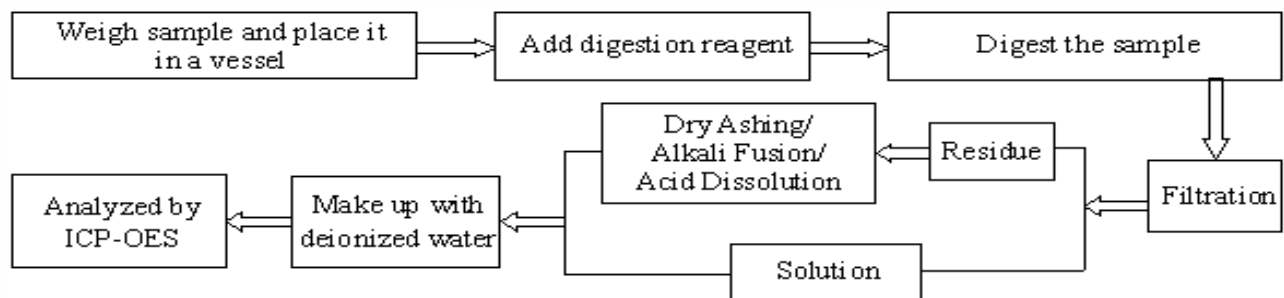 Weigh sample and place it
in a vessel
Add digestion reagent
Digest the sample
Filtration
Residue
Dry Ashing/
Alkali Fusion/
Acid Dissolution
Solution
Make up with
deionized water
Analyzed by
ICP-OES